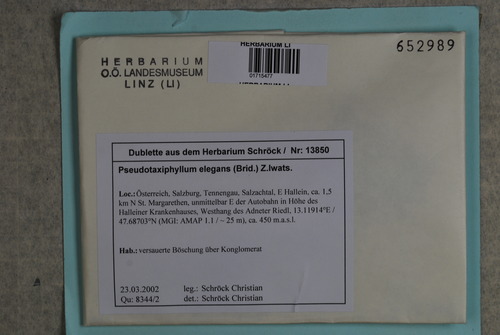 HERBARIUM
O.Ö. LANDESMUSEUM
LINZ (LI)
HERBARIUM LI
01715477
HERBARIUM LI
652989
Dublette aus dem Herbarium Schröck / Nr: 13850
Pseudotaxiphyllum elegans (Brid.) Z.Iwats.
Loc.: Österreich, Salzburg, Tennengau, Salzachtal, E Hallein, ca. 1,5
km N St. Margarethen, unmittelbar E der Autobahn in Höhe des
Halleiner Krankenhauses, Westhang des Adneter Riedl, 13.11914°E /
47.68703°N (MGI: AMAP 1.1 / ~ 25 m), ca. 450 m.a.s.l.
Hab.: versauerte Böschung über Konglomerat
23.03.2002 leg.: Schröck Christian
Qu: 8344/2 det.: Schröck Christian